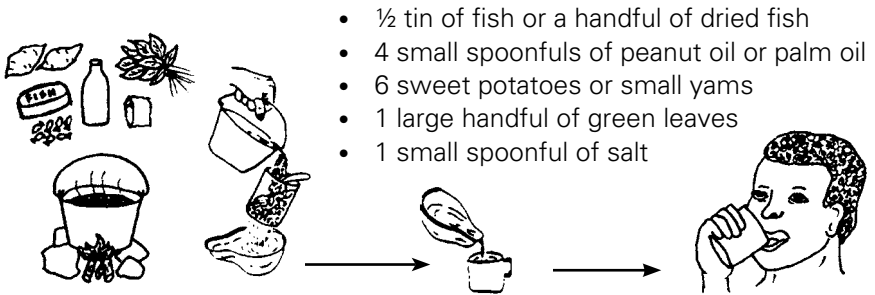 • ½ tin of fish or a handful of dried fish
• 4 small spoonfuls of peanut oil or palm oil
• 6 sweet potatoes or small yams
• 1 large handful of green leaves
• 1 small spoonful of salt
FISH